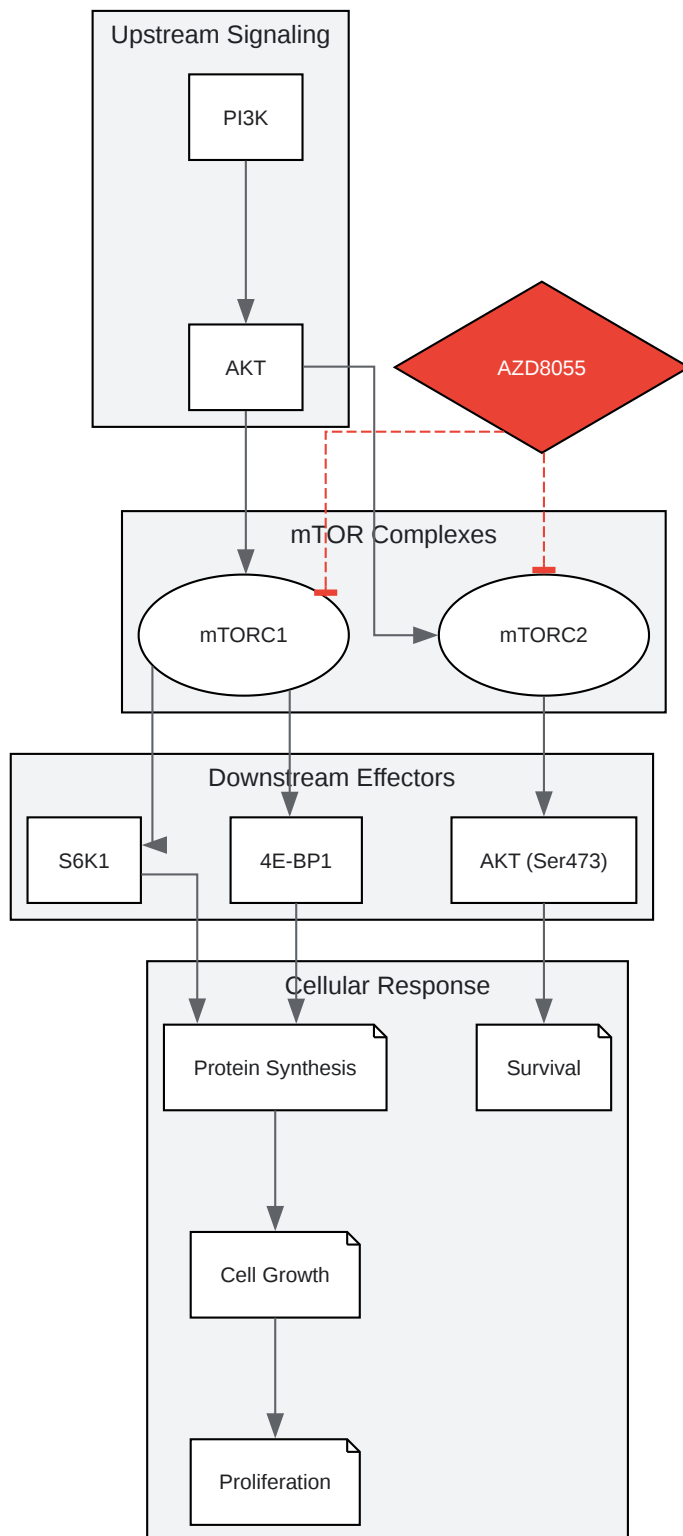 Upstream Signaling
PI3K
AKT
AZD8055
mTOR Complexes
mTORC1
mTORC2
Downstream Effectors
S6K1
4E-BP1
AKT (Ser473)
Cellular Response
Protein Synthesis
Survival
Cell Growth
Proliferation